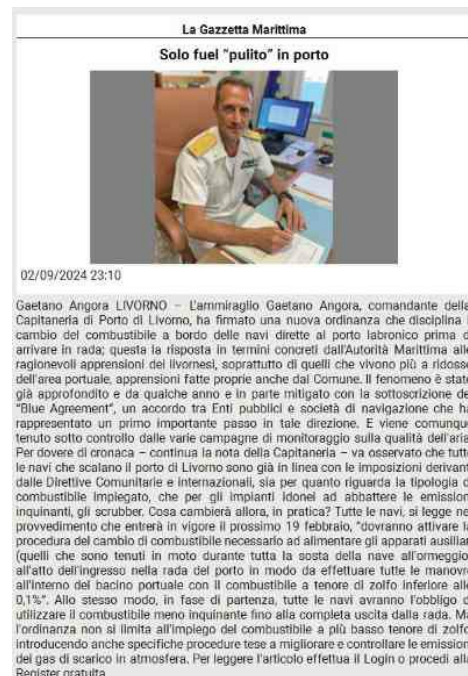 La Gazzetta Marittima
Solo fuel "pulito" in porto
02/09/2024 23:10
Gaetano Angora LIVORNO – L'ammiraglio Gaetano Angora, comandante della
Capitaneria di Porto di Livorno, ha firmato una nuova ordinanza che disciplina
cambio del combustibile a bordo delle navi dirette al porto labronico prima d
arrivare in rada; questa la risposta in termini concreti dall'Autorità Marittima alle
ragionevoli apprensioni dei livornesi, soprattutto di quelli che vivono più a ridosso
dell'area portuale, apprensioni fatte proprie anche dal Comune. Il fenomeno è stato
già approfondito e da qualche anno e in parte mitigato con la sottoscrizione de
"Blue Agreement", un accordo tra Enti pubblici e società di navigazione che ha
rappresentato un primo importante passo in tale direzione. E viene comunque
tenuto sotto controllo dalle varie campagne di monitoraggio sulla qualità dell'aria.
Per dovere di cronaca – continua la nota della Capitaneria – va osservato che tutte
le navi che scalano il porto di Livorno sono già in linea con le imposizioni derivant
dalle Direttive Comunitarie e internazionali, sia per quanto riguarda la tipologia d
combustibile impiegato, che per gli impianti idonei ad abbattere le emission
inquinanti, gli scrubber. Cosa cambierà allora, in pratica? Tutte le navi, si legge ne
provvedimento che entrerà in vigore il prossimo 19 febbraio, "dovranno attivare la
procedura del cambio di combustibile necessario ad alimentare gli apparati ausiliar
(quelli che sono tenuti in moto durante tutta la sosta della nave all'ormeggio)
all'atto dell'ingresso nella rada del porto in modo da effettuare tutte le manovre
all'interno del bacino portuale con il combustibile a tenore di zolfo inferiore allo
0,1%". Allo stesso modo, in fase di partenza, tutte le navi avranno l'obbligo d
utilizzare il combustibile meno inquinante fino alla completa uscita dalla rada. Ma
l'ordinanza non si limita all'impiego del combustibile a più basso tenore di zolfo,
introducendo anche specifiche procedure tese a migliorare e controllare le emission
dei gas di scarico in atmosfera. Per leggere l'articolo effettua il Login o procedi alla
Register gratuita